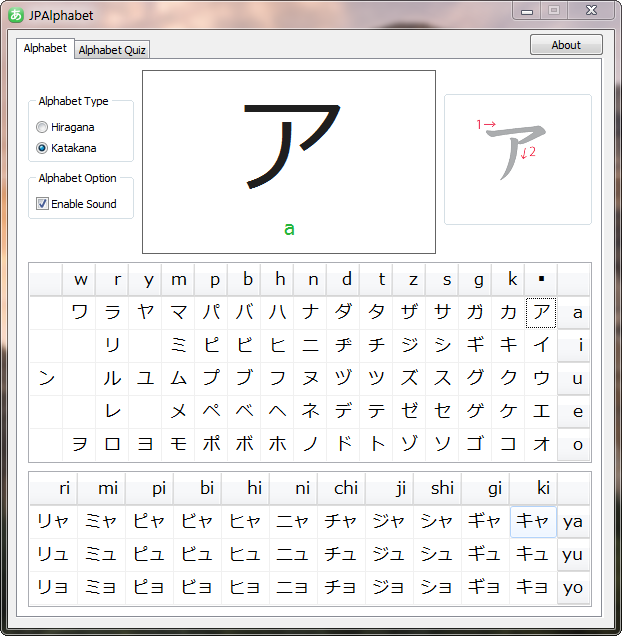 あ JPAlphabet
Alphabet Alphabet Quiz About
Alphabet Type
Hiragana
Katakana
Alphabet Option
Enable Sound
ア
a
1→
↓2
w r y m p b h n d t z s g k ▪
ワ ラ ヤ マ パ バ ハ ナ ダ タ ザ サ ガ カ ア a
リ ミ ピ ビ ヒ ニ ヂ チ ジ シ ギ キ イ i
ン ル ユ ム プ ブ フ ヌ ヅ ツ ズ ス グ ク ウ u
レ メ ペ ベ ヘ ネ デ テ ゼ セ ゲ ケ エ e
ヲ ロ ヨ モ ポ ボ ホ ノ ド ト ゾ ソ ゴ コ オ o
ri mi pi bi hi ni chi ji shi gi ki
リャ ミャ ピャ ビャ ヒャ ニャ チャ ジャ シャ ギャ キャ ya
リュ ミュ ピュ ビュ ヒュ ニュ チュ ジュ シュ ギュ キュ yu
リョ ミョ ピョ ビョ ヒョ ニョ チョ ジョ ショ ギョ キョ yo